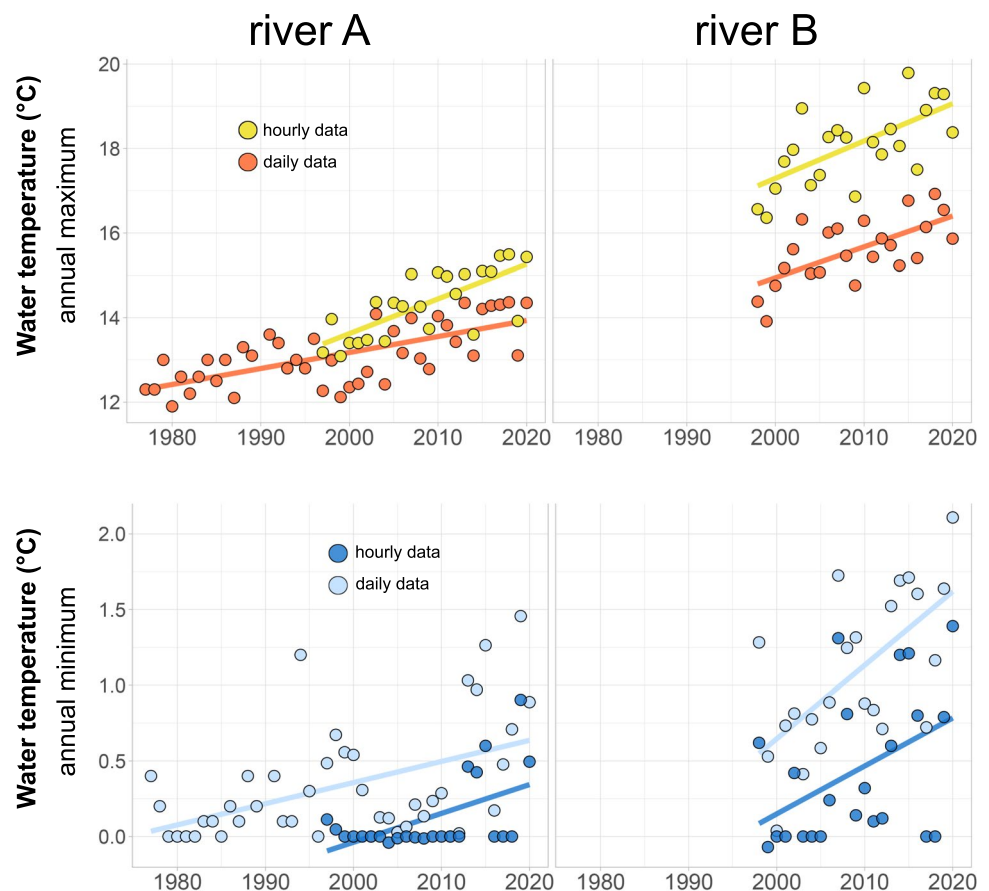 river A
river B
Water temperature (°C)
annual maximum
20
18
16
14
12
hourly data
daily data
1980 1990 2000 2010 2020
1980 1990 2000 2010 2020
Water temperature (°C)
annual minimum
2.0
1.5
1.0
0.5
0.0
hourly data
daily data
1980 1990 2000 2010 2020
1980 1990 2000 2010 2020